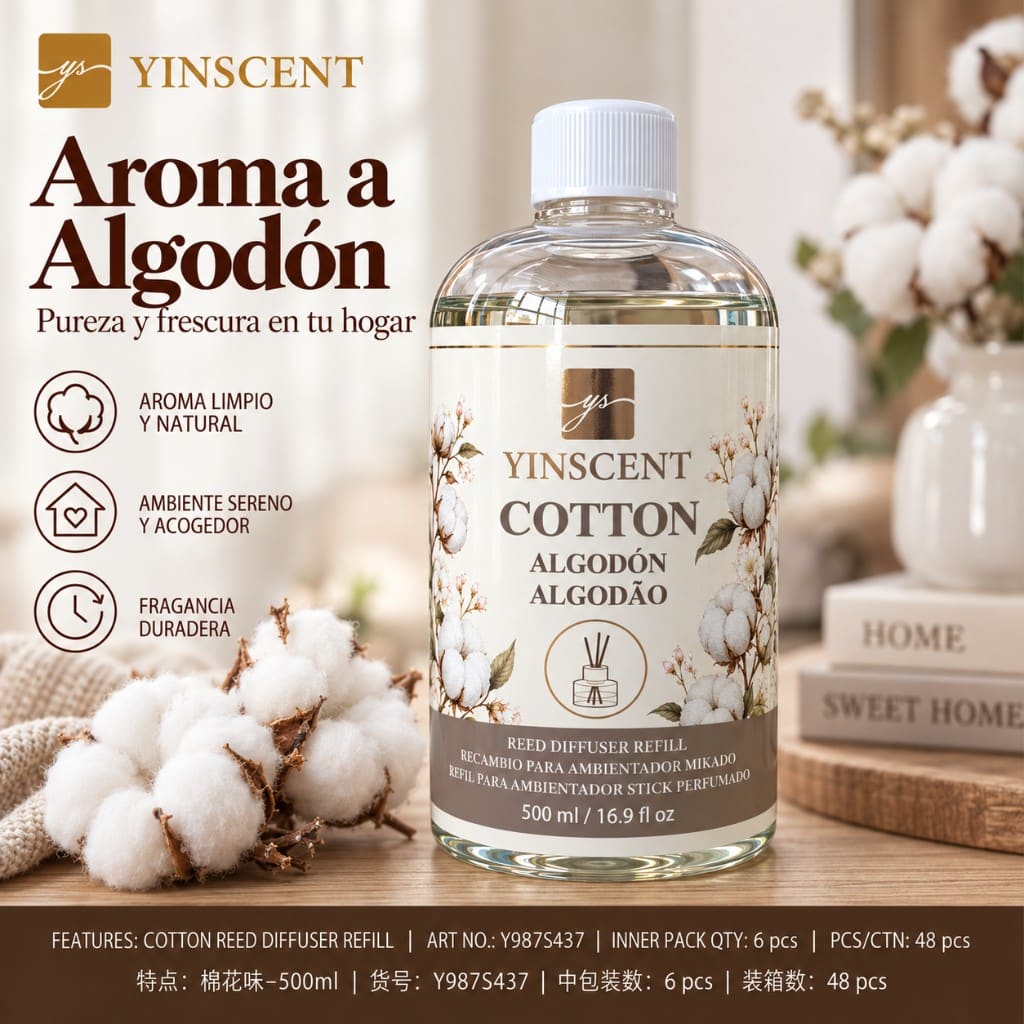 ys YINSCENT
Aroma a
Algodón
Pureza y frescura en tu hogar
AROMA LIMPIO
Y NATURAL
AMBIENTE SERENO
Y ACOGEDOR
FRAGANCIA
DURADERA
ys
YINSCENT
COTTON
ALGODÓN
ALGODÃO
REED DIFFUSER REFILL
RECAMBIO PARA AMBIENTADOR MIKADO
REFIL PARA AMBIENTADOR STICK PERFUMADO
500 ml / 16.9 fl oz
HOME
SWEET HOME
FEATURES: COTTON REED DIFFUSER REFILL | ART NO.: Y987S437 | INNER PACK QTY: 6 pcs | PCS/CTN: 48 pcs
特点：棉花味-500ml | 货号：Y987S437 | 中包装数：6 pcs | 装箱数：48 pcs